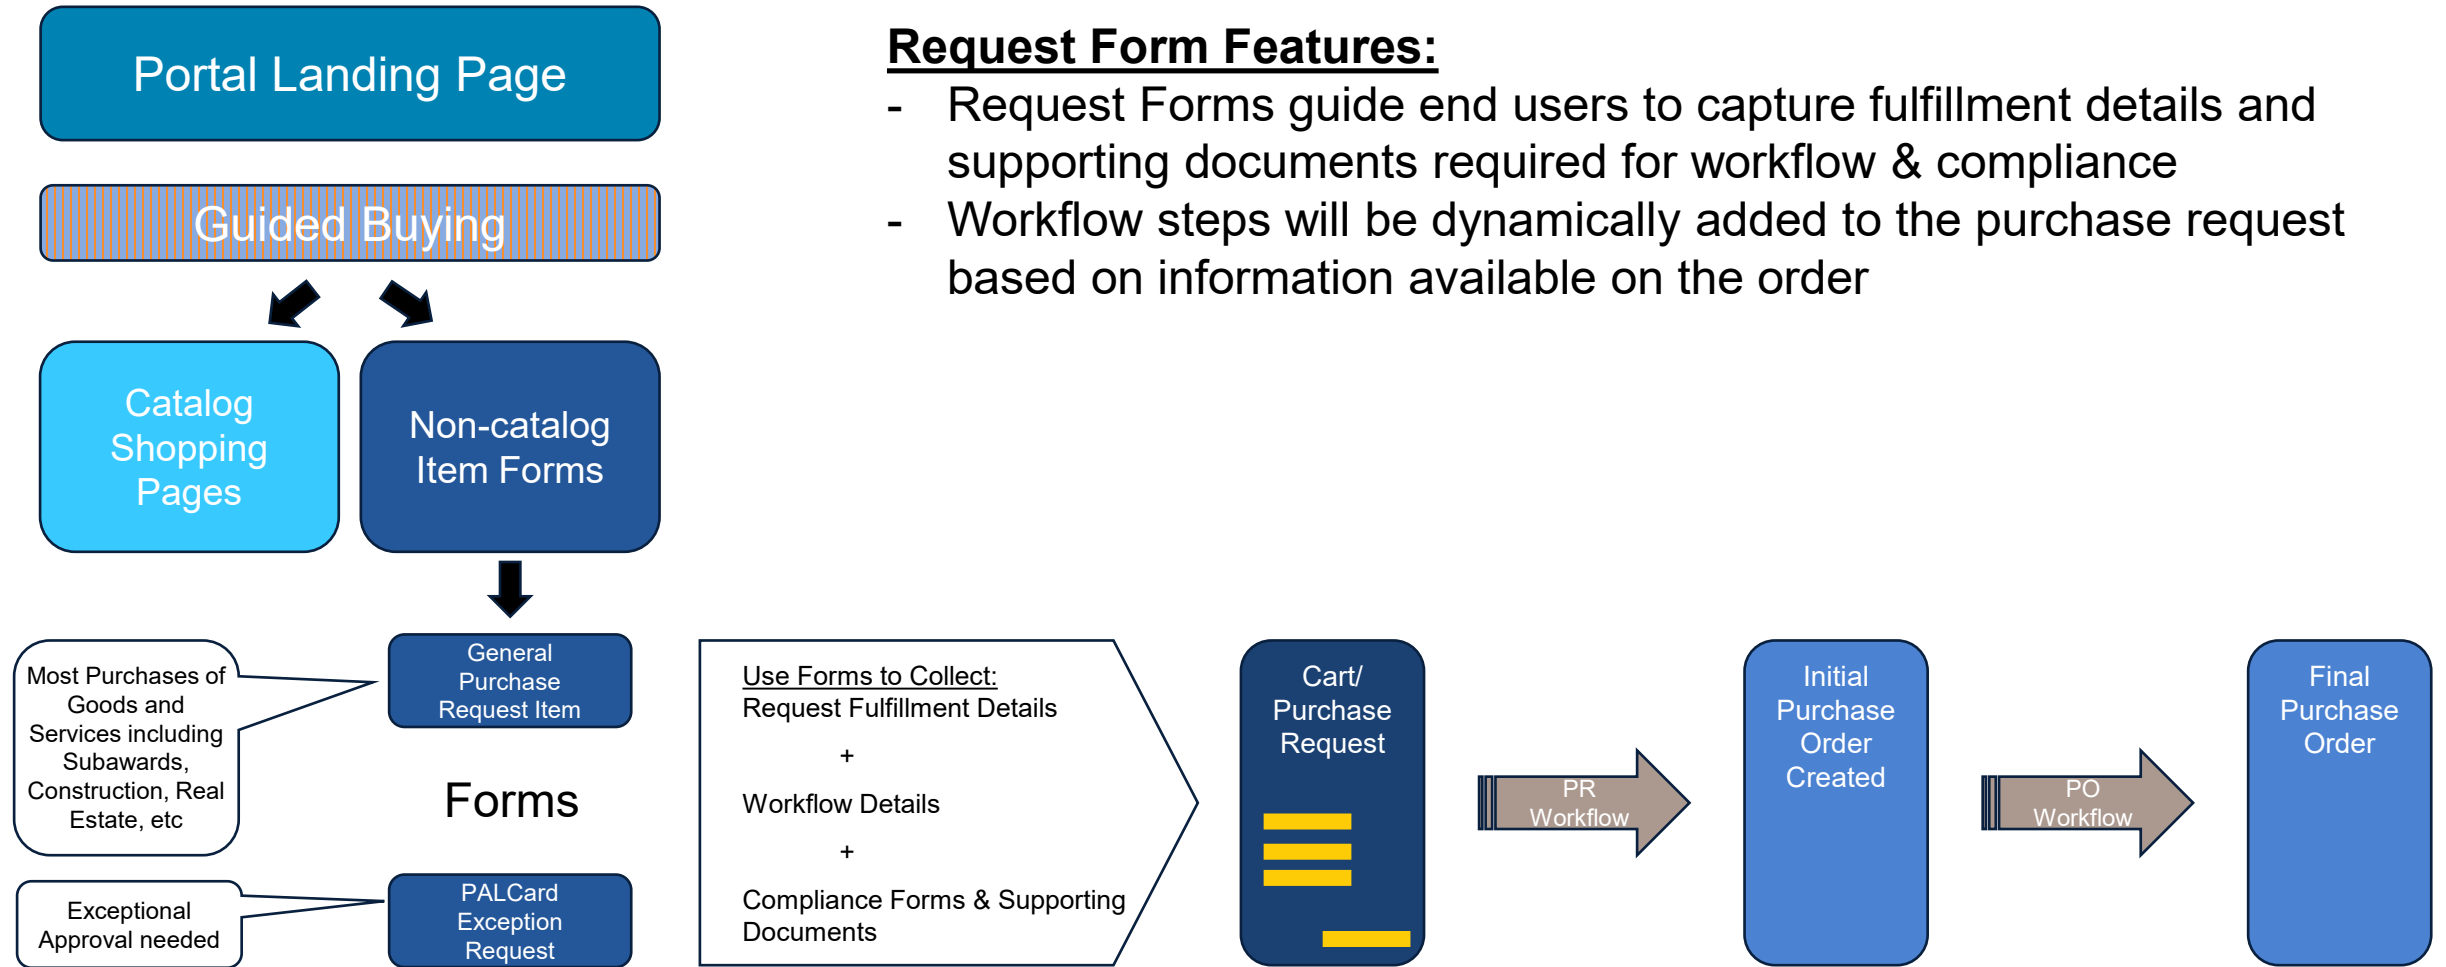 Portal Landing Page
Guided Buying
Catalog
Shopping
Pages
Non-catalog
Item Forms
Request Form Features:
- Request Forms guide end users to capture fulfillment details and
supporting documents required for workflow & compliance
- Workflow steps will be dynamically added to the purchase request
based on information available on the order
Most Purchases of
Goods and
Services including
Subawards,
Construction, Real
Estate, etc
General
Purchase
Request Item
Forms
Exceptional
Approval needed
PALCard
Exception
Request
Use Forms to Collect:
Request Fulfillment Details
+
Workflow Details
+
Compliance Forms & Supporting
Documents
Cart/
Purchase
Request
PR
Workflow
Initial
Purchase
Order
Created
PO
Workflow
Final
Purchase
Order